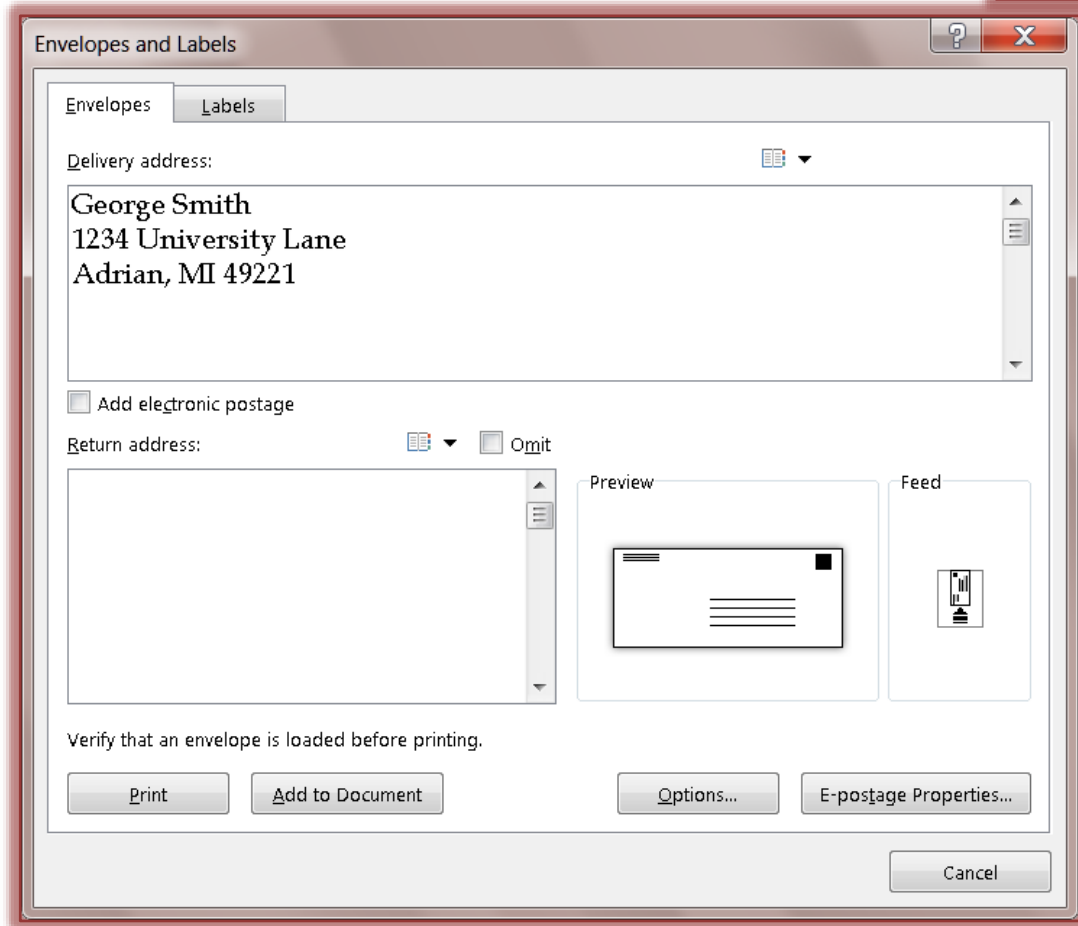 Envelopes and Labels
Envelopes Labels
Delivery address:
George Smith
1234 University Lane
Adrian, MI 49221
Add electronic postage
Return address: Omit
Preview Feed
Verify that an envelope is loaded before printing.
Print Add to Document Options... E-postage Properties...
Cancel